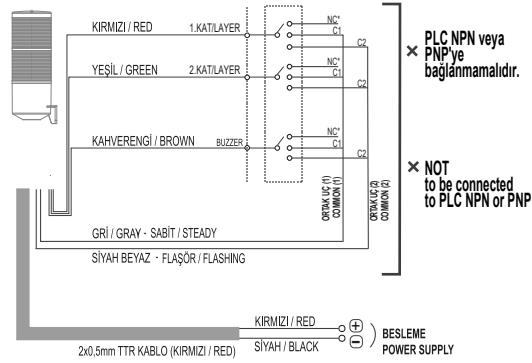 KIRMIZI / RED
1.KAT/LAYER
NC*
C1
C2
YEŞİL / GREEN
2.KAT/LAYER
NC*
C1
C2
KAHVERENGİ / BROWN
BUZZER
NC*
C1
C2
ORTAK UÇ (1)
COMMON (1)
ORTAK UÇ (2)
COMMON (2)
× PLC NPN veya
PNP'ye
bağlanmamalıdır.
× NOT
to be connected
to PLC NPN or PNP
GRİ / GRAY - SABİT / STEADY
SİYAH BEYAZ - FLAŞÖR / FLASHING
2x0,5mm TTR KABLO (KIRMIZI / RED)
KIRMIZI / RED
SİYAH / BLACK
+
−
BESLEME
POWER SUPPLY